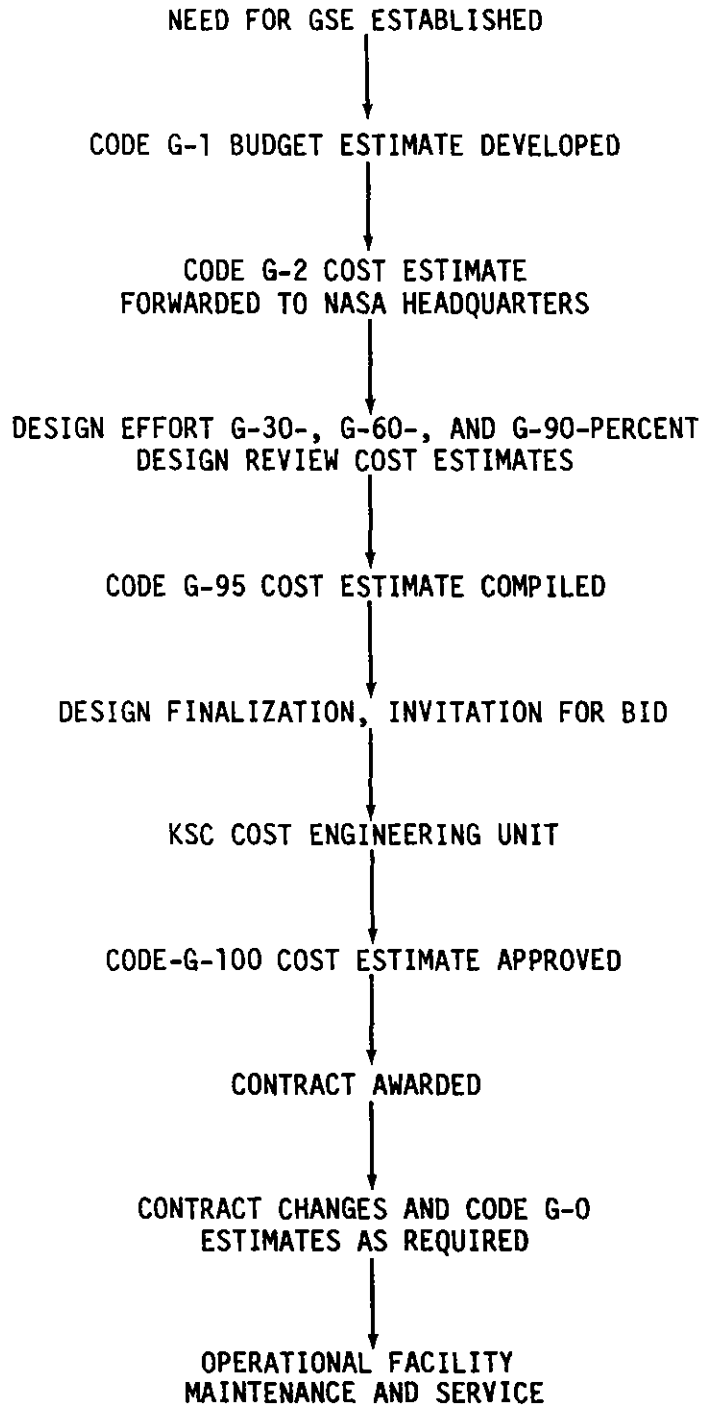 NEED FOR GSE ESTABLISHED
CODE G-1 BUDGET ESTIMATE DEVELOPED
CODE G-2 COST ESTIMATE
FORWARDED TO NASA HEADQUARTERS
DESIGN EFFORT G-30-, G-60-, AND G-90-PERCENT
DESIGN REVIEW COST ESTIMATES
CODE G-95 COST ESTIMATE COMPILED
DESIGN FINALIZATION, INVITATION FOR BID
KSC COST ENGINEERING UNIT
CODE-G-100 COST ESTIMATE APPROVED
CONTRACT AWARDED
CONTRACT CHANGES AND CODE G-0
ESTIMATES AS REQUIRED
OPERATIONAL FACILITY
MAINTENANCE AND SERVICE